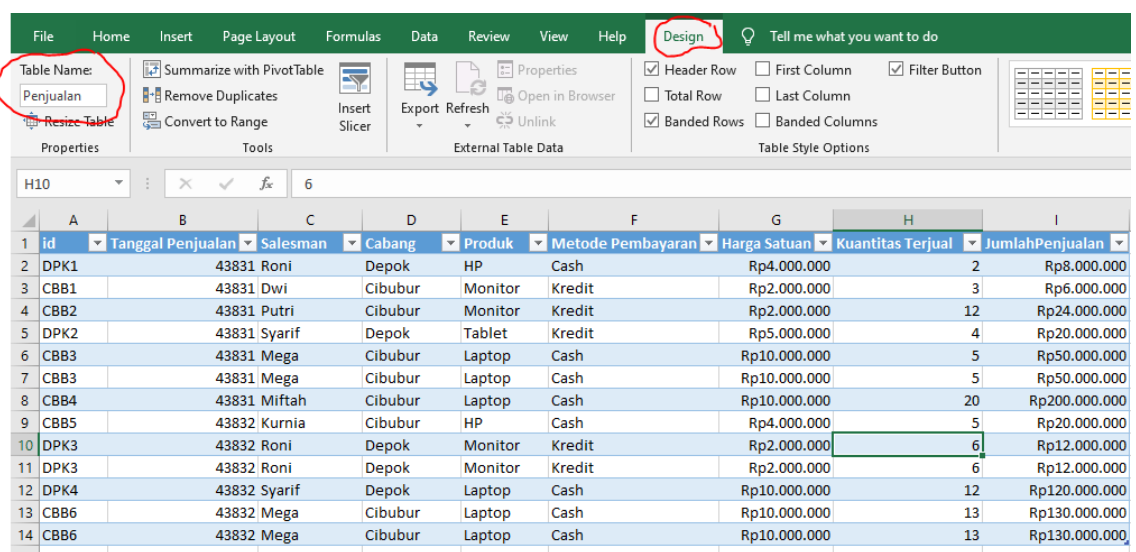 File Home Insert Page Layout Formulas Data Review View Help Design Tell me what you want to do
Table Name:
Penjualan
Resize Table
Properties
Summarize with PivotTable
Remove Duplicates
Convert to Range
Insert
Slicer
Tools
Export Refresh
Properties
Open in Browser
Unlink
External Table Data
Header Row First Column Filter Button
Total Row Last Column
Banded Rows Banded Columns
Table Style Options
H10 fx 6
A B C D E F G H I
1 id Tanggal Penjualan Salesman Cabang Produk Metode Pembayaran Harga Satuan Kuantitas Terjual JumlahPenjualan
2 DPK1 43831 Roni Depok HP Cash Rp4.000.000 2 Rp8.000.000
3 CBB1 43831 Dwi Cibubur Monitor Kredit Rp2.000.000 3 Rp6.000.000
4 CBB2 43831 Putri Cibubur Monitor Kredit Rp2.000.000 12 Rp24.000.000
5 DPK2 43831 Syarif Depok Tablet Kredit Rp5.000.000 4 Rp20.000.000
6 CBB3 43831 Mega Cibubur Laptop Cash Rp10.000.000 5 Rp50.000.000
7 CBB3 43831 Mega Cibubur Laptop Cash Rp10.000.000 5 Rp50.000.000
8 CBB4 43831 Miftah Cibubur Laptop Cash Rp10.000.000 20 Rp200.000.000
9 CBB5 43832 Kurnia Cibubur HP Cash Rp4.000.000 5 Rp20.000.000
10 DPK3 43832 Roni Depok Monitor Kredit Rp2.000.000 6 Rp12.000.000
11 DPK3 43832 Roni Depok Monitor Kredit Rp2.000.000 6 Rp12.000.000
12 DPK4 43832 Syarif Depok Laptop Cash Rp10.000.000 12 Rp120.000.000
13 CBB6 43832 Mega Cibubur Laptop Cash Rp10.000.000 13 Rp130.000.000
14 CBB6 43832 Mega Cibubur Laptop Cash Rp10.000.000 13 Rp130.000.000